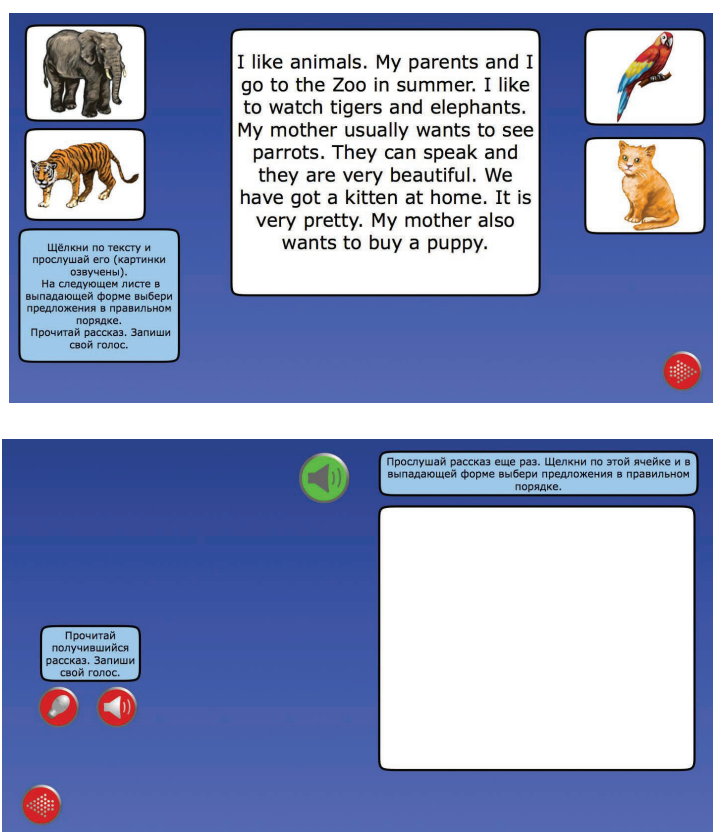 I like animals. My parents and I
go to the Zoo in summer. I like
to watch tigers and elephants.
My mother usually wants to see
parrots. They can speak and
they are very beautiful. We
have got a kitten at home. It is
very pretty. My mother also
wants to buy a puppy.
Щёлкни по тексту и
прослушай его (картинки
озвучены).
На следующем листе в
выпадающей форме выбери
предложения в правильном
порядке.
Прочитай рассказ. Запиши
свой голос.
Прослушай рассказ еще раз. Щелкни по этой ячейке и в
выпадающей форме выбери предложения в правильном
порядке.
Прочитай
получившийся
рассказ. Запиши
свой голос.